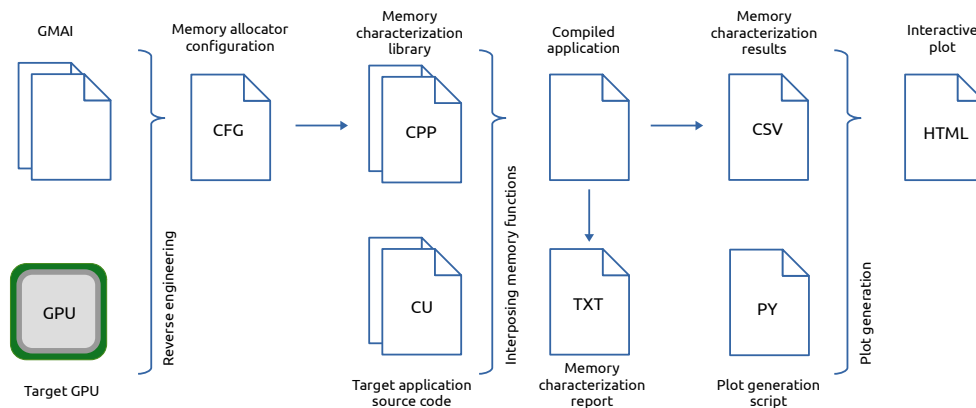 GMAI
Memory allocator
configuration
Memory
characterization
library
Compiled
application
Memory
characterization
results
Interactive
plot
CFG
CPP
CSV
HTML
Reverse engineering
Interposing memory functions
Plot generation
GPU
CU
TXT
PY
Target GPU
Target application
source code
Memory
characterization
report
Plot generation
script